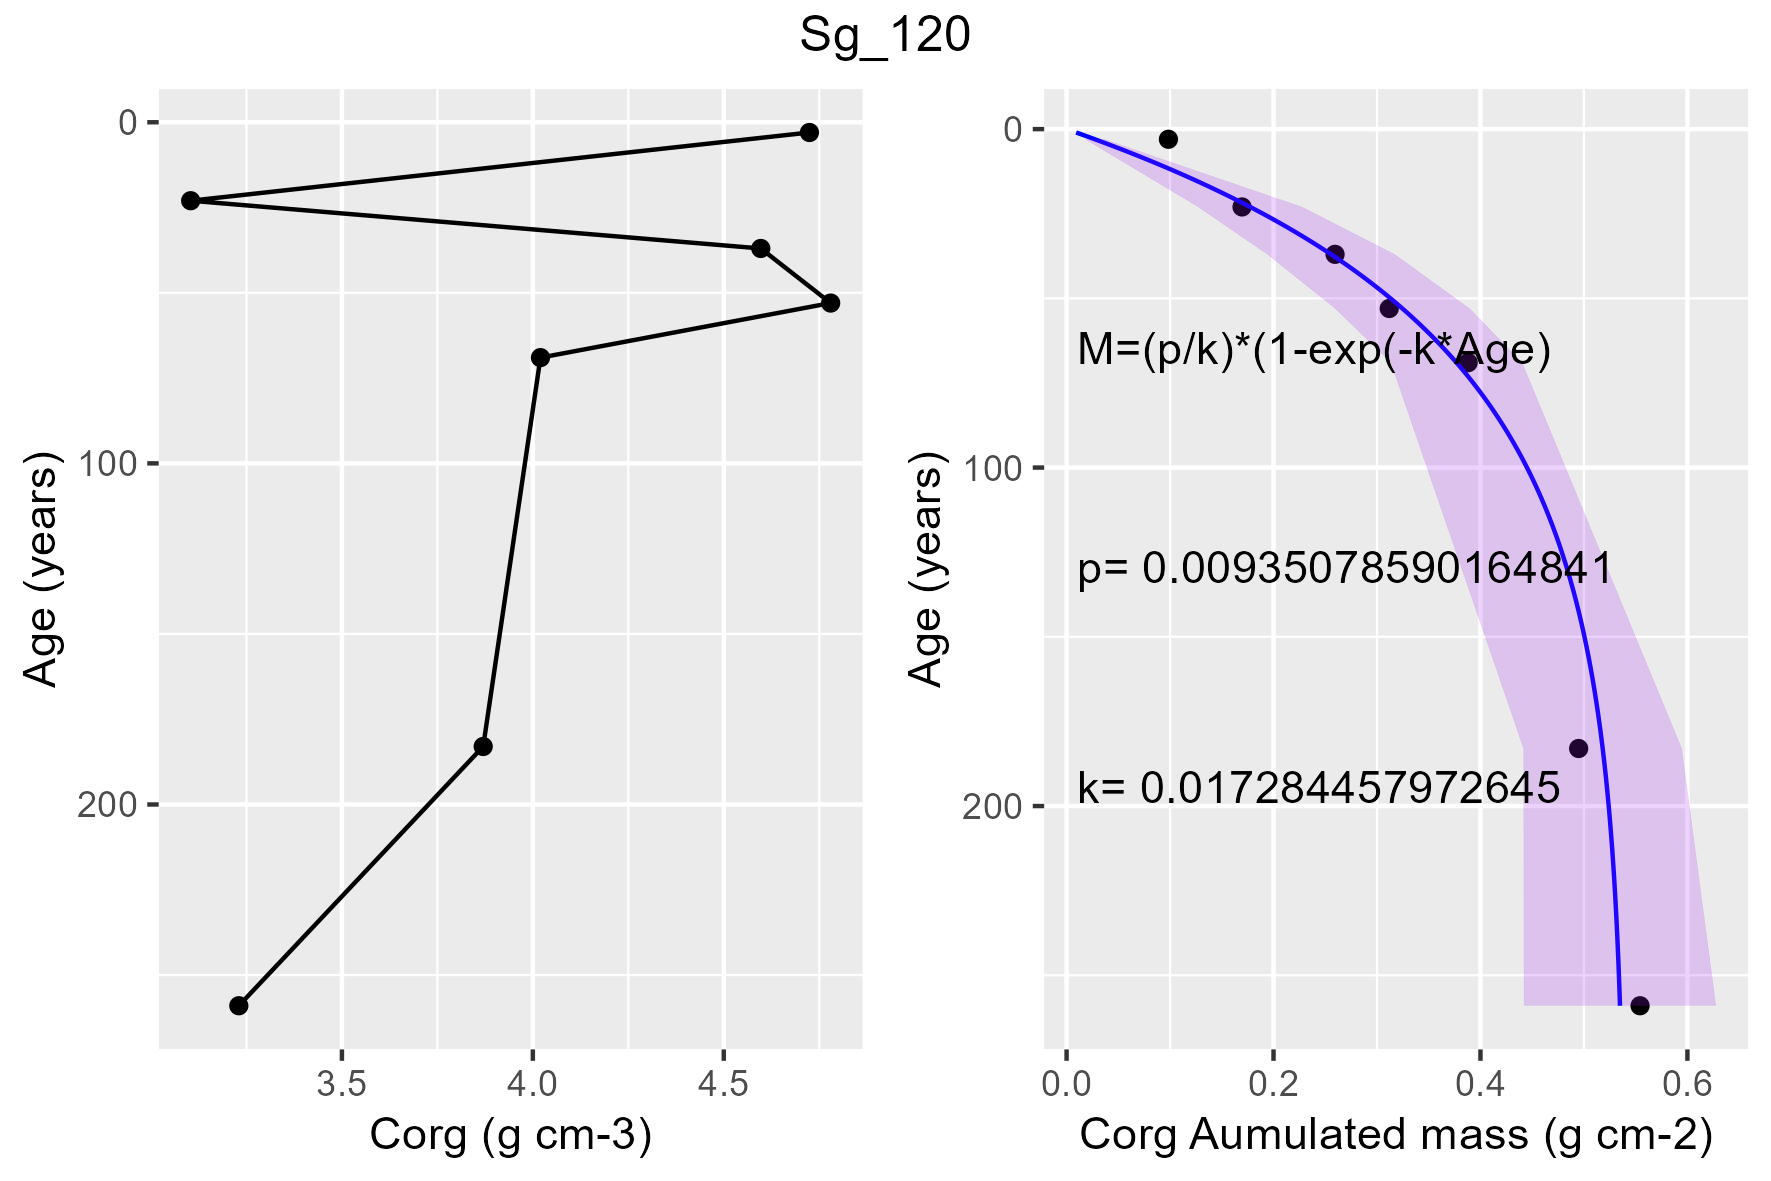 Sg_120
0
100
200
Age (years)
3.5 4.0 4.5
Corg (g cm-3)
0
100
200
Age (years)
M=(p/k)*(1-exp(-k*Age)
p= 0.00935078590164841
k= 0.017284457972645
0.0 0.2 0.4 0.6
Corg Aumulated mass (g cm-2)